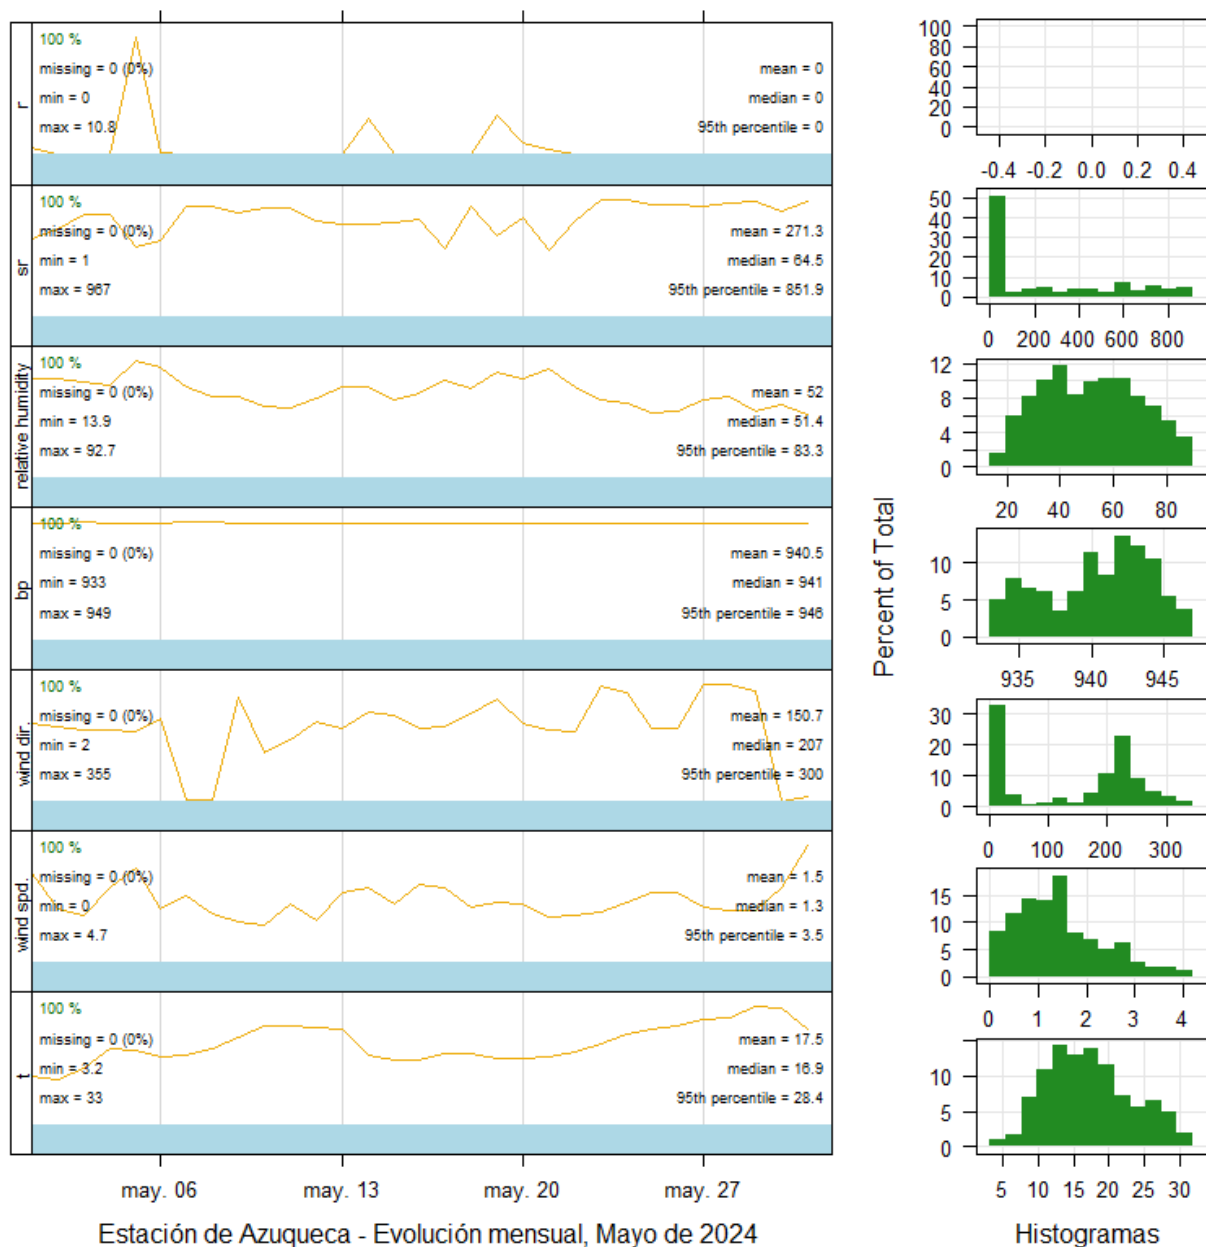 r
100 %
missing = 0 (0%)
min = 0
max = 10.8
mean = 0
median = 0
95th percentile = 0
100
80
60
40
20
0
-0.4 -0.2 0.0 0.2 0.4
sr
100 %
missing = 0 (0%)
min = 1
max = 967
mean = 271.3
median = 64.5
95th percentile = 851.9
50
40
30
20
10
0
0 200 400 600 800
relative humidity
100 %
missing = 0 (0%)
min = 13.9
max = 92.7
mean = 52
median = 51.4
95th percentile = 83.3
12
8
4
0
20 40 60 80
bp
100 %
missing = 0 (0%)
min = 933
max = 949
mean = 940.5
median = 941
95th percentile = 946
10
5
0
935 940 945
wind dir.
100 %
missing = 0 (0%)
min = 2
max = 355
mean = 150.7
median = 207
95th percentile = 300
30
20
10
0
0 100 200 300
wind spd.
100 %
missing = 0 (0%)
min = 0
max = 4.7
mean = 1.5
median = 1.3
95th percentile = 3.5
15
10
5
0
0 1 2 3 4
t
100 %
missing = 0 (0%)
min = 3.2
max = 33
mean = 17.5
median = 16.9
95th percentile = 28.4
10
5
0
5 10 15 20 25 30
Percent of Total
may. 06 may. 13 may. 20 may. 27
Estación de Azuqueca - Evolución mensual, Mayo de 2024
Histogramas